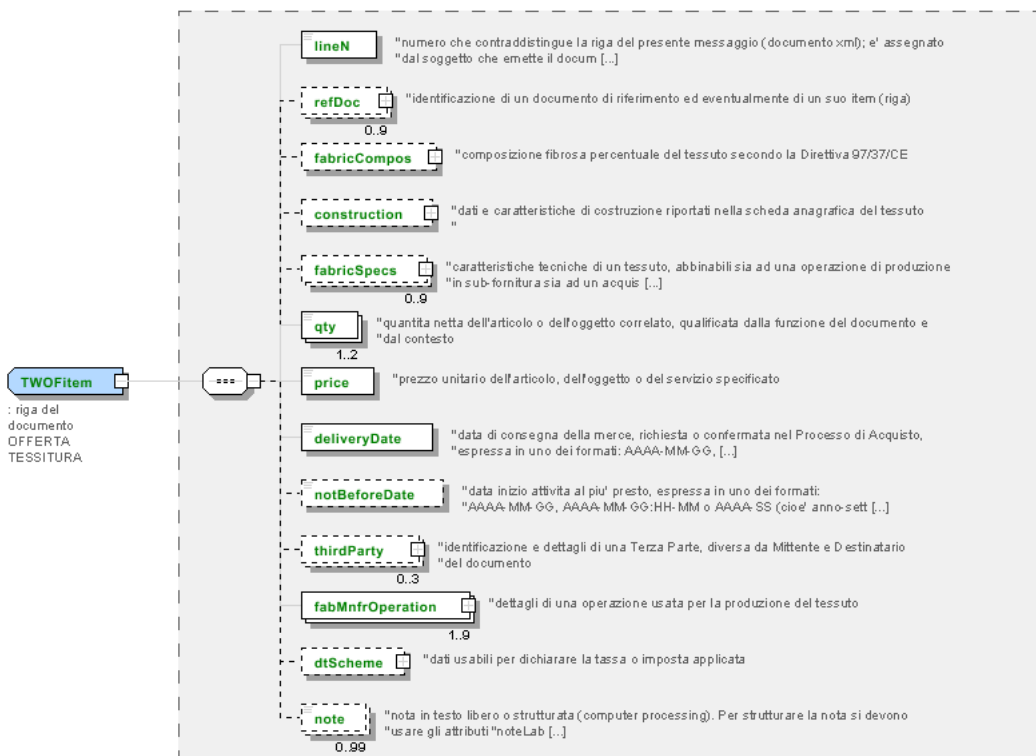 lineN
"numero che contraddistingue la riga del presente messaggio (documento xml); e' assegnato
"dal soggetto che emette il docum [...]
refDoc
"identificazione di un documento di riferimento ed eventualmente di un suo item (riga)
0..9
fabricCompos
"composizione fibrosa percentuale del tessuto secondo la Direttiva 97/37/CE
construction
"dati e caratteristiche di costruzione riportati nella scheda anagrafica del tessuto
"
fabricSpecs
"caratteristiche tecniche di un tessuto, abbinabili sia ad una operazione di produzione
"in sub-fornitura sia ad un acquis [...]
0..9
qty
"quantita netta dell'articolo o dell'oggetto correlato, qualificata dalla funzione del documento e
"dal contesto
1..2
TWOFitem
: riga del
documento
OFFERTA
TESSITURA
price
"prezzo unitario dell'articolo, dell'oggetto o del servizio specificato
deliveryDate
"data di consegna della merce, richiesta o confermata nel Processo di Acquisto,
"espressa in uno dei formati: AAAA-MM-GG, [...]
notBeforeDate
"data inizio attivita al piu' presto, espressa in uno dei formati:
"AAAA-MM-GG, AAAA-MM-GG:HH-MM o AAAA-SS (cioe' anno-sett [...]
thirdParty
"identificazione e dettagli di una Terza Parte, diversa da Mittente e Destinatario
"del documento
0..3
fabMnfrOperation
"dettagli di una operazione usata per la produzione del tessuto
1..9
dtScheme
"dati usabili per dichiarare la tassa o imposta applicata
note
"nota in testo libero o strutturata (computer processing). Per strutturare la nota si devono
"usare gli attributi "noteLab [...]
0..99